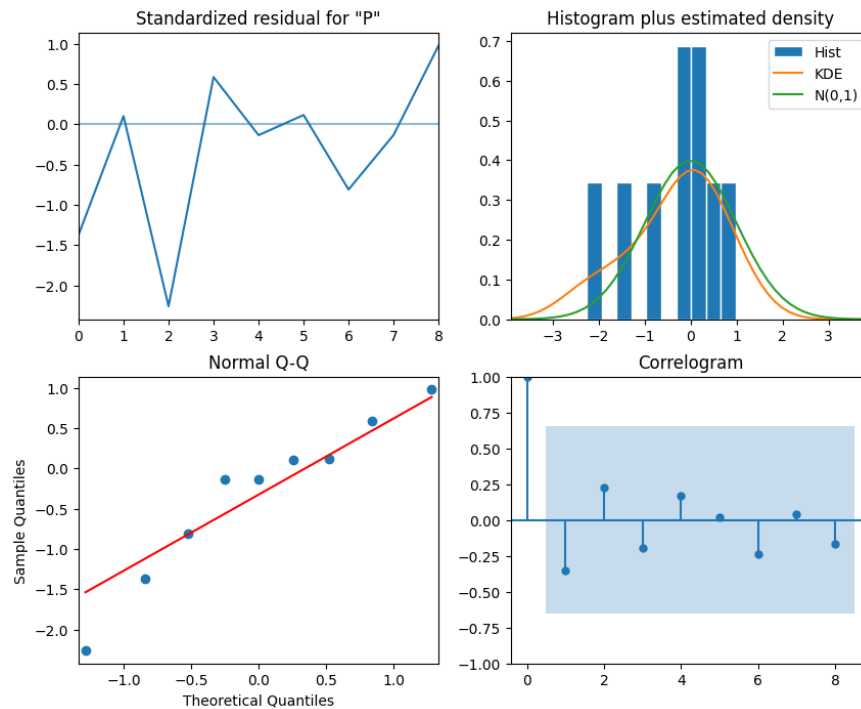 Standardized residual for "P"
1.0
0.5
0.0
−0.5
−1.0
−1.5
−2.0
0 1 2 3 4 5 6 7 8
Histogram plus estimated density
0.7
0.6
0.5
0.4
0.3
0.2
0.1
0.0
−3 −2 −1 0 1 2 3
Hist
KDE
N(0,1)
Normal Q-Q
Sample Quantiles
1.0
0.5
0.0
−0.5
−1.0
−1.5
−2.0
−1.0 −0.5 0.0 0.5 1.0
Theoretical Quantiles
Correlogram
1.00
0.75
0.50
0.25
0.00
−0.25
−0.50
−0.75
−1.00
0 2 4 6 8